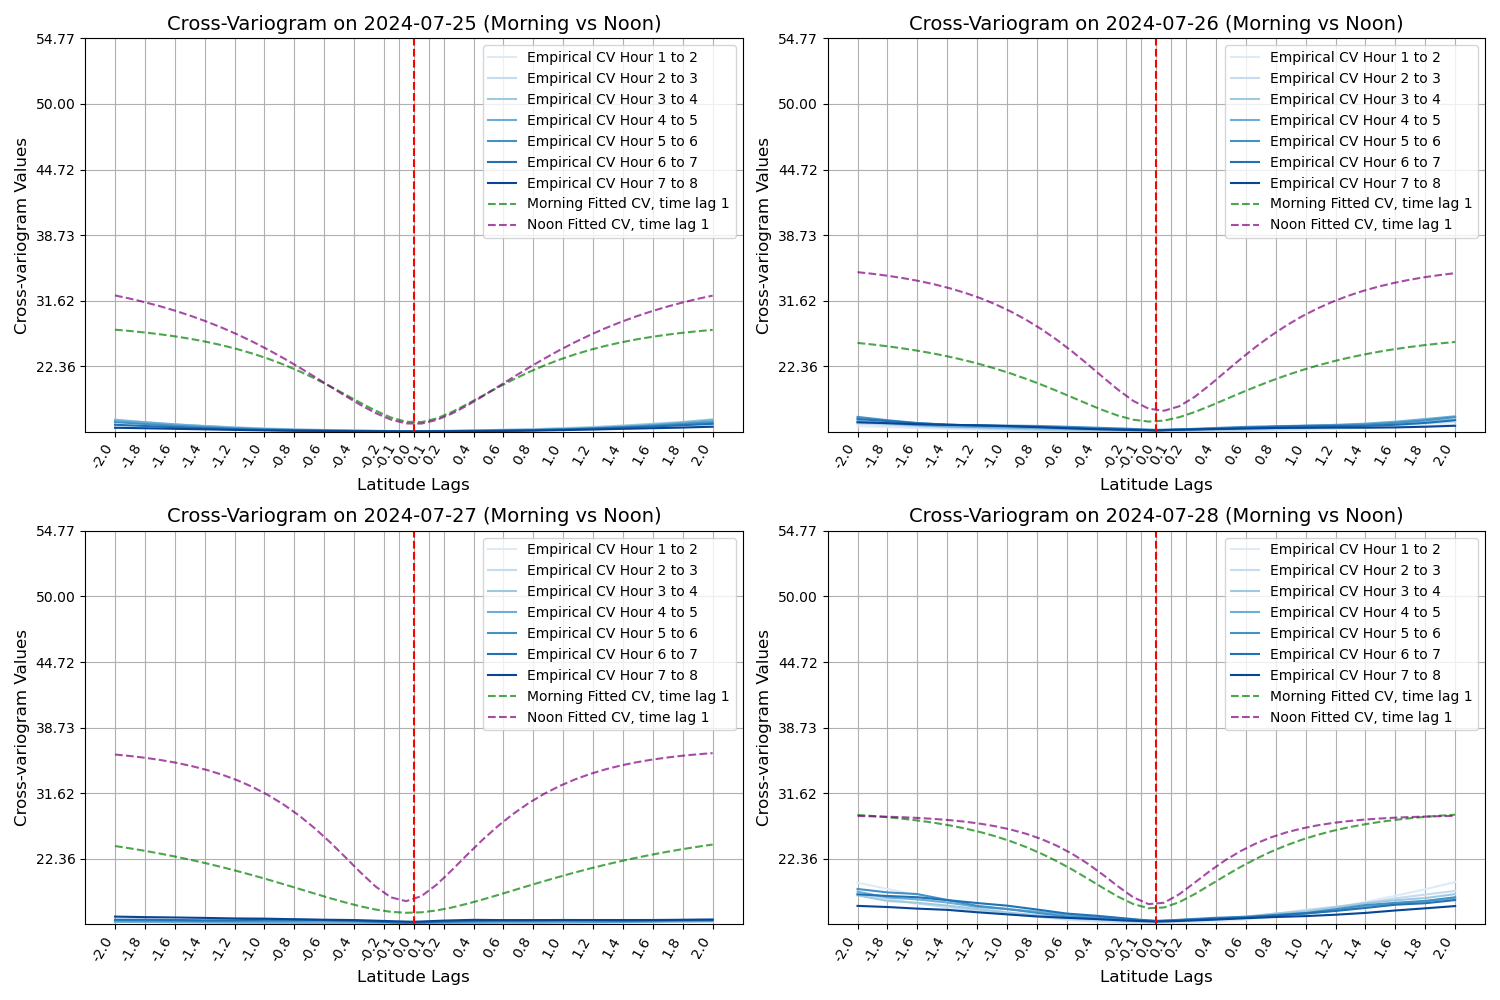 Cross-Variogram on 2024-07-25 (Morning vs Noon)
54.77
50.00
44.72
38.73
31.62
22.36
Cross-variogram Values
Empirical CV Hour 1 to 2
Empirical CV Hour 2 to 3
Empirical CV Hour 3 to 4
Empirical CV Hour 4 to 5
Empirical CV Hour 5 to 6
Empirical CV Hour 6 to 7
Empirical CV Hour 7 to 8
Morning Fitted CV, time lag 1
Noon Fitted CV, time lag 1
-2.0 -1.8 -1.6 -1.4 -1.2 -1.0 -0.8 -0.6 -0.4 -0.2 -0.1 0.0 0.1 0.2 0.4 0.6 0.8 1.0 1.2 1.4 1.6 1.8 2.0
Latitude Lags
Cross-Variogram on 2024-07-26 (Morning vs Noon)
54.77
50.00
44.72
38.73
31.62
22.36
Cross-variogram Values
Empirical CV Hour 1 to 2
Empirical CV Hour 2 to 3
Empirical CV Hour 3 to 4
Empirical CV Hour 4 to 5
Empirical CV Hour 5 to 6
Empirical CV Hour 6 to 7
Empirical CV Hour 7 to 8
Morning Fitted CV, time lag 1
Noon Fitted CV, time lag 1
-2.0 -1.8 -1.6 -1.4 -1.2 -1.0 -0.8 -0.6 -0.4 -0.2 -0.1 0.0 0.1 0.2 0.4 0.6 0.8 1.0 1.2 1.4 1.6 1.8 2.0
Latitude Lags
Cross-Variogram on 2024-07-27 (Morning vs Noon)
54.77
50.00
44.72
38.73
31.62
22.36
Cross-variogram Values
Empirical CV Hour 1 to 2
Empirical CV Hour 2 to 3
Empirical CV Hour 3 to 4
Empirical CV Hour 4 to 5
Empirical CV Hour 5 to 6
Empirical CV Hour 6 to 7
Empirical CV Hour 7 to 8
Morning Fitted CV, time lag 1
Noon Fitted CV, time lag 1
-2.0 -1.8 -1.6 -1.4 -1.2 -1.0 -0.8 -0.6 -0.4 -0.2 -0.1 0.0 0.1 0.2 0.4 0.6 0.8 1.0 1.2 1.4 1.6 1.8 2.0
Latitude Lags
Cross-Variogram on 2024-07-28 (Morning vs Noon)
54.77
50.00
44.72
38.73
31.62
22.36
Cross-variogram Values
Empirical CV Hour 1 to 2
Empirical CV Hour 2 to 3
Empirical CV Hour 3 to 4
Empirical CV Hour 4 to 5
Empirical CV Hour 5 to 6
Empirical CV Hour 6 to 7
Empirical CV Hour 7 to 8
Morning Fitted CV, time lag 1
Noon Fitted CV, time lag 1
-2.0 -1.8 -1.6 -1.4 -1.2 -1.0 -0.8 -0.6 -0.4 -0.2 -0.1 0.0 0.1 0.2 0.4 0.6 0.8 1.0 1.2 1.4 1.6 1.8 2.0
Latitude Lags